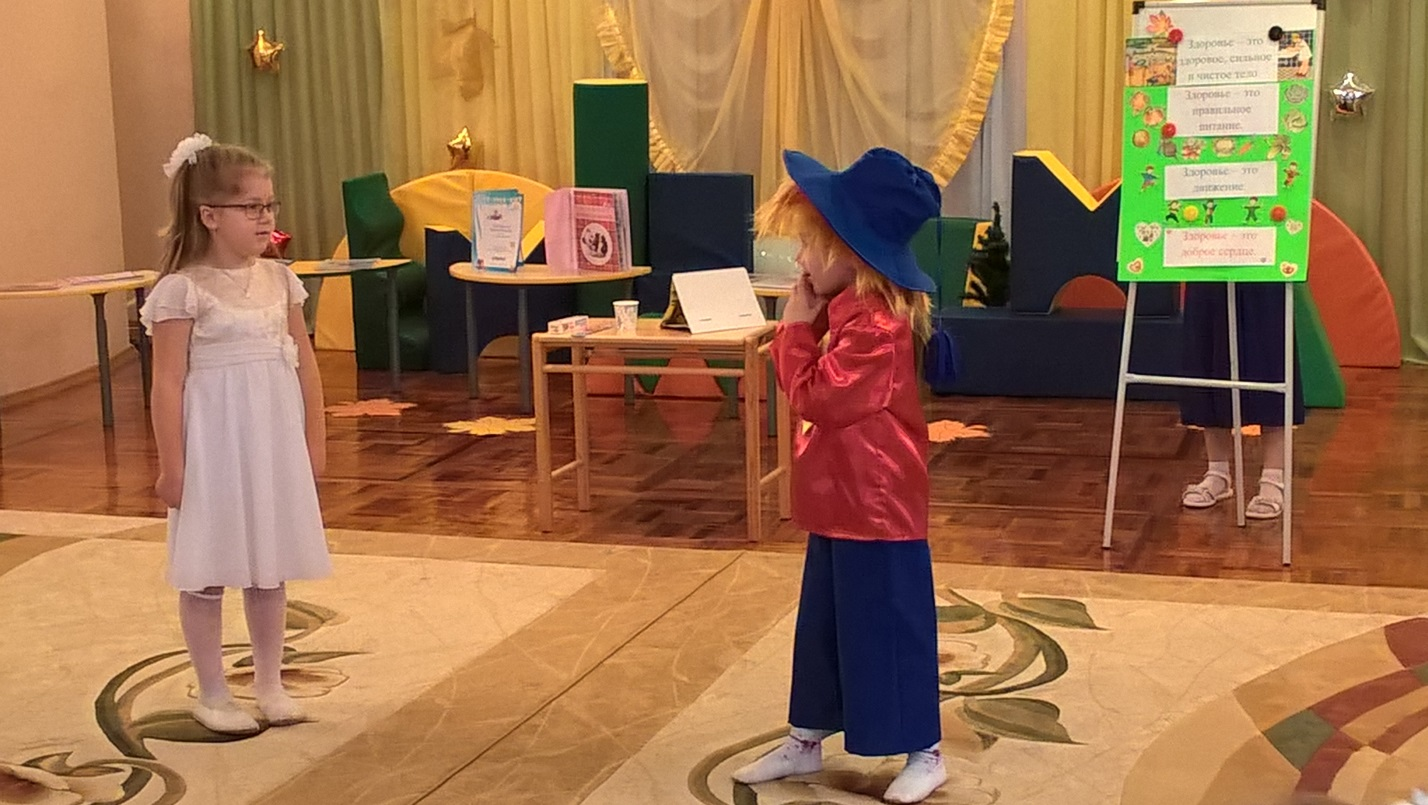 Здоровье – это
здоровое, сильное
и чистое тело
Здоровье – это
правильное
питание.
Здоровье – это
движение
Здоровье – это
доброе сердце.